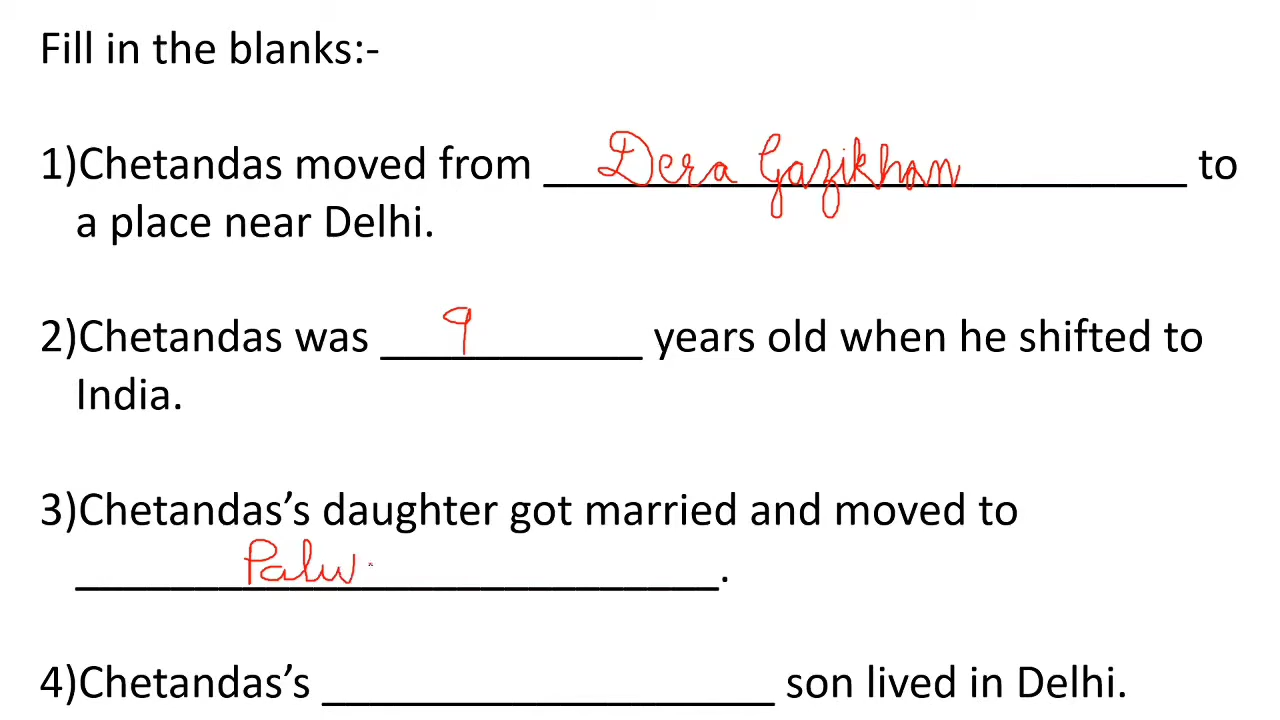 Fill in the blanks:-
1)Chetandas moved from Dera Gazikhan to
a place near Delhi.
2)Chetandas was 9 years old when he shifted to
India.
3)Chetandas’s daughter got married and moved to
Palw.
4)Chetandas’s ____________________ son lived in Delhi.